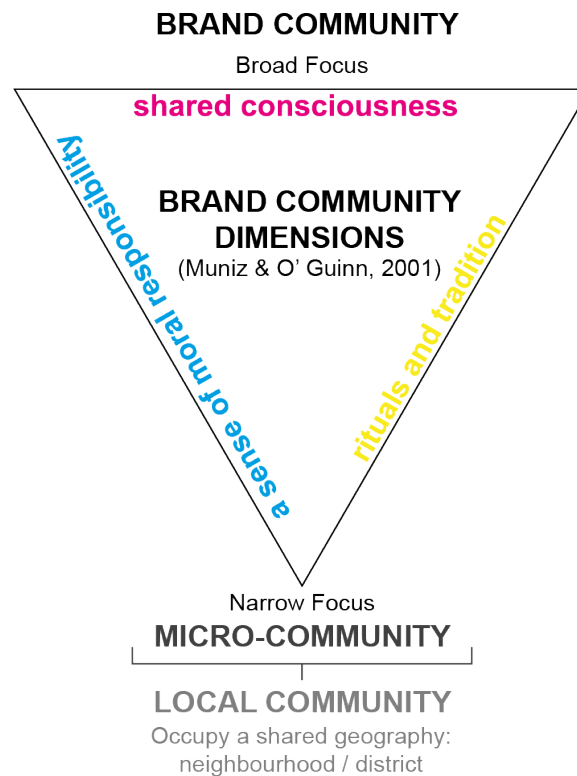 BRAND COMMUNITY
Broad Focus
shared consciousness
a sense of moral responsibility
BRAND COMMUNITY
DIMENSIONS
(Muniz & O’ Guinn, 2001)
rituals and tradition
Narrow Focus
MICRO-COMMUNITY
LOCAL COMMUNITY
Occupy a shared geography:
neighbourhood / district